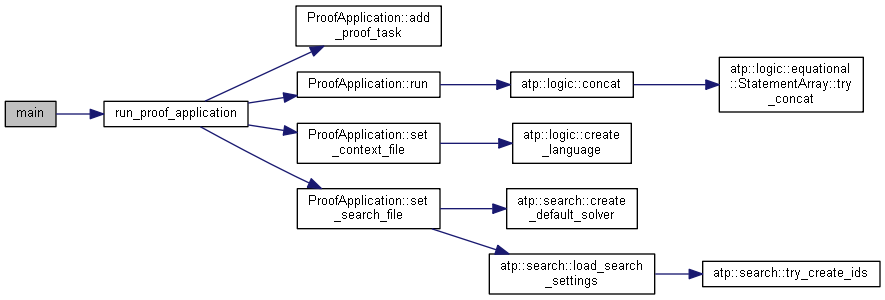 main
run_proof_application
ProofApplication::add
_proof_task
ProofApplication::run
atp::logic::concat
atp::logic::equational
::StatementArray::try
_concat
ProofApplication::set
_context_file
atp::logic::create
_language
ProofApplication::set
_search_file
atp::search::create
_default_solver
atp::search::load_search
_settings
atp::search::try_create_ids